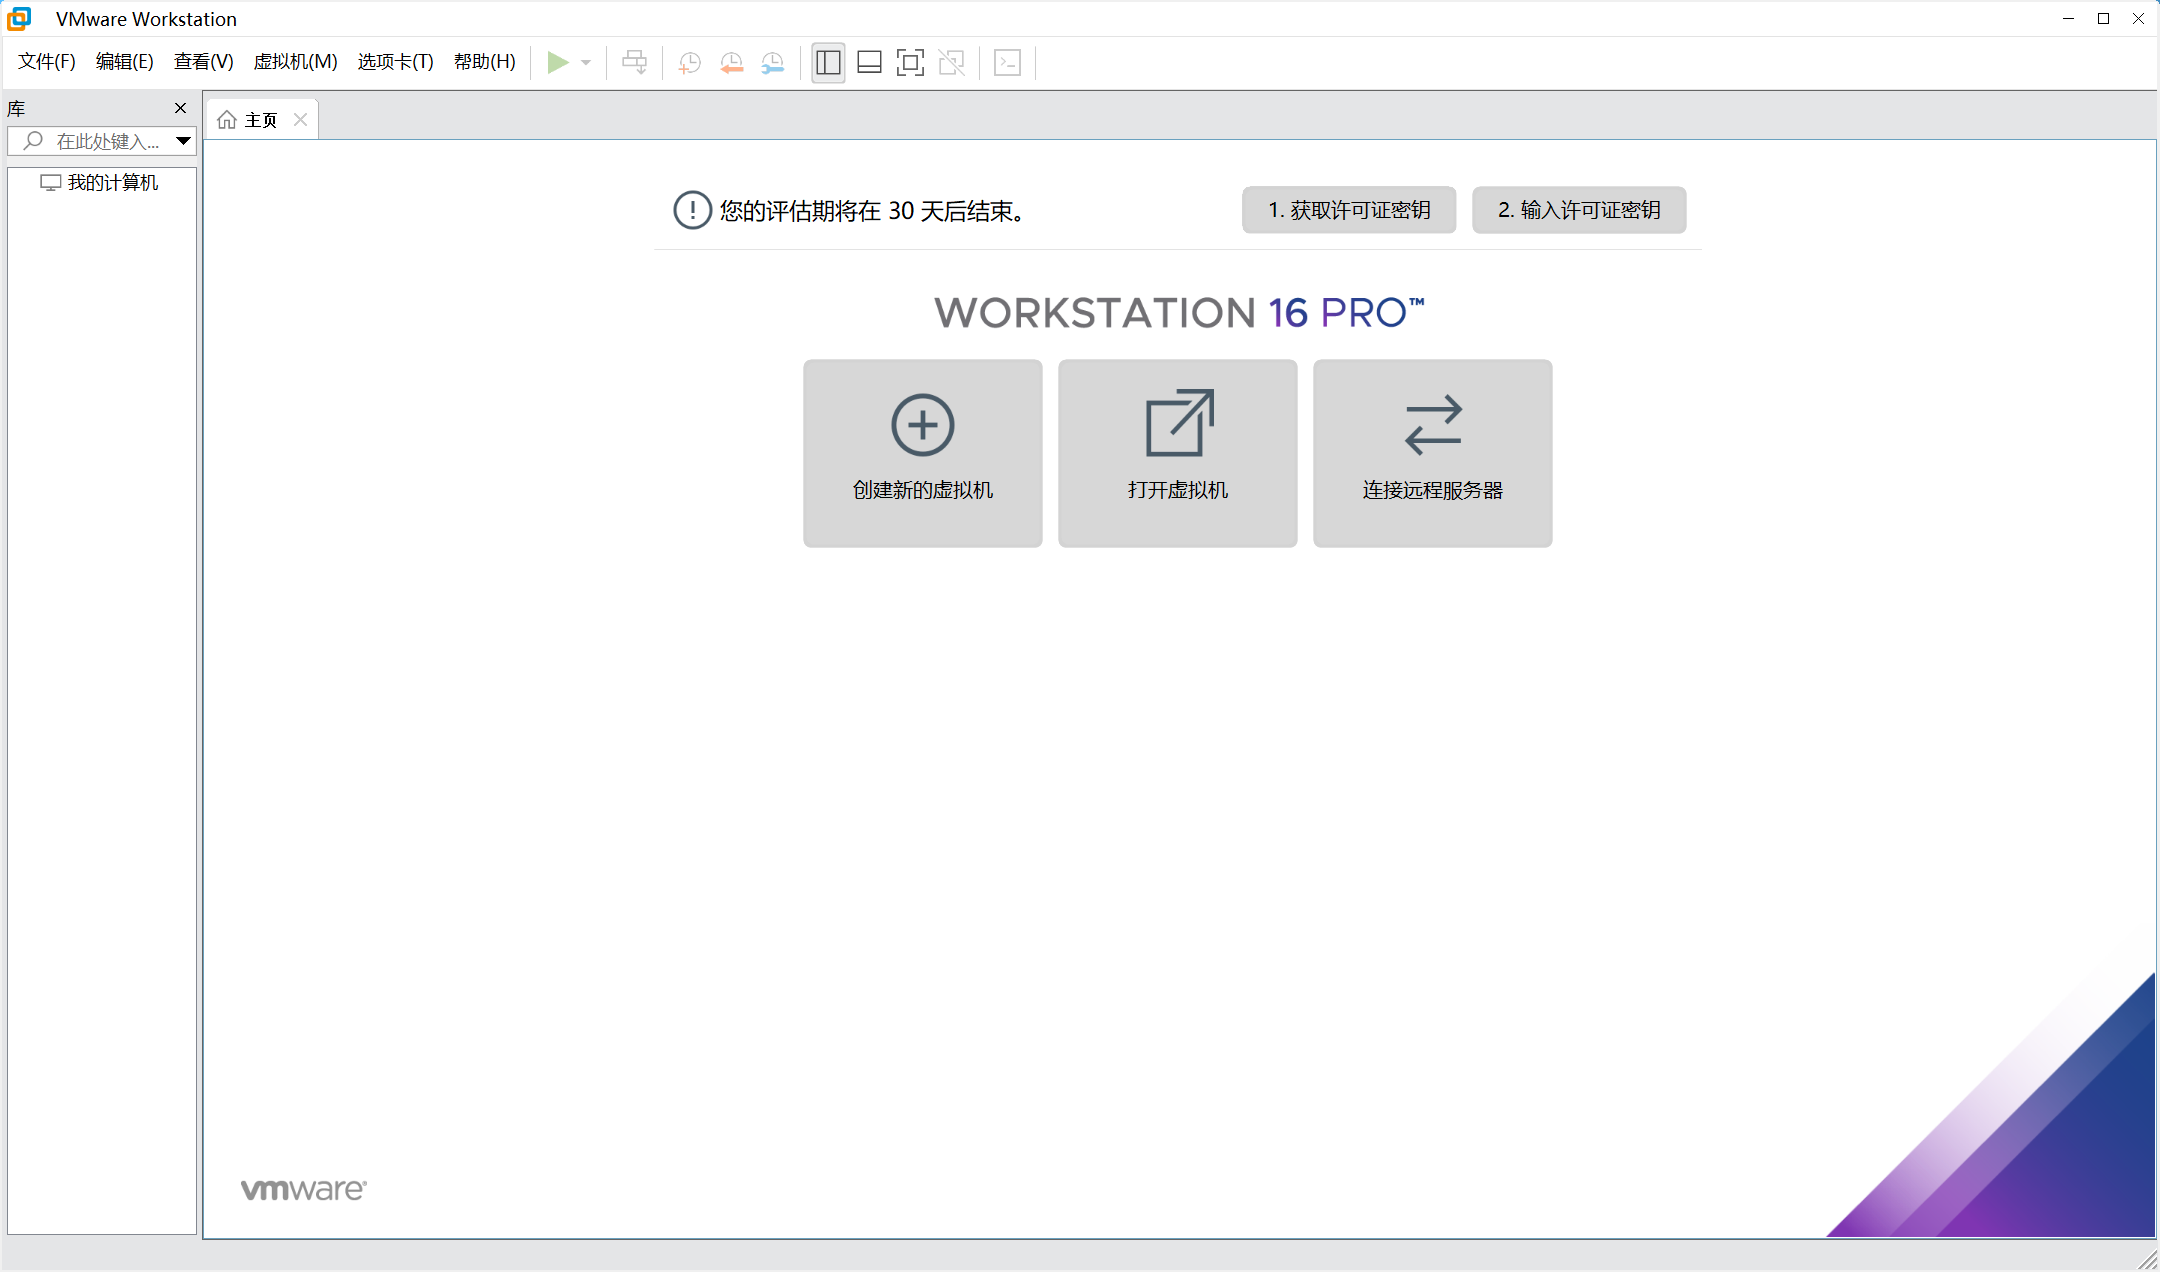 VMware Workstation
文件(F) 编辑(E) 查看(V) 虚拟机(M) 选项卡(T) 帮助(H)
库
主页
在此处键入...
我的计算机
您的评估期将在 30 天后结束。
1. 获取许可证密钥
2. 输入许可证密钥
WORKSTATION 16 PRO™
创建新的虚拟机
打开虚拟机
连接远程服务器
vmware®